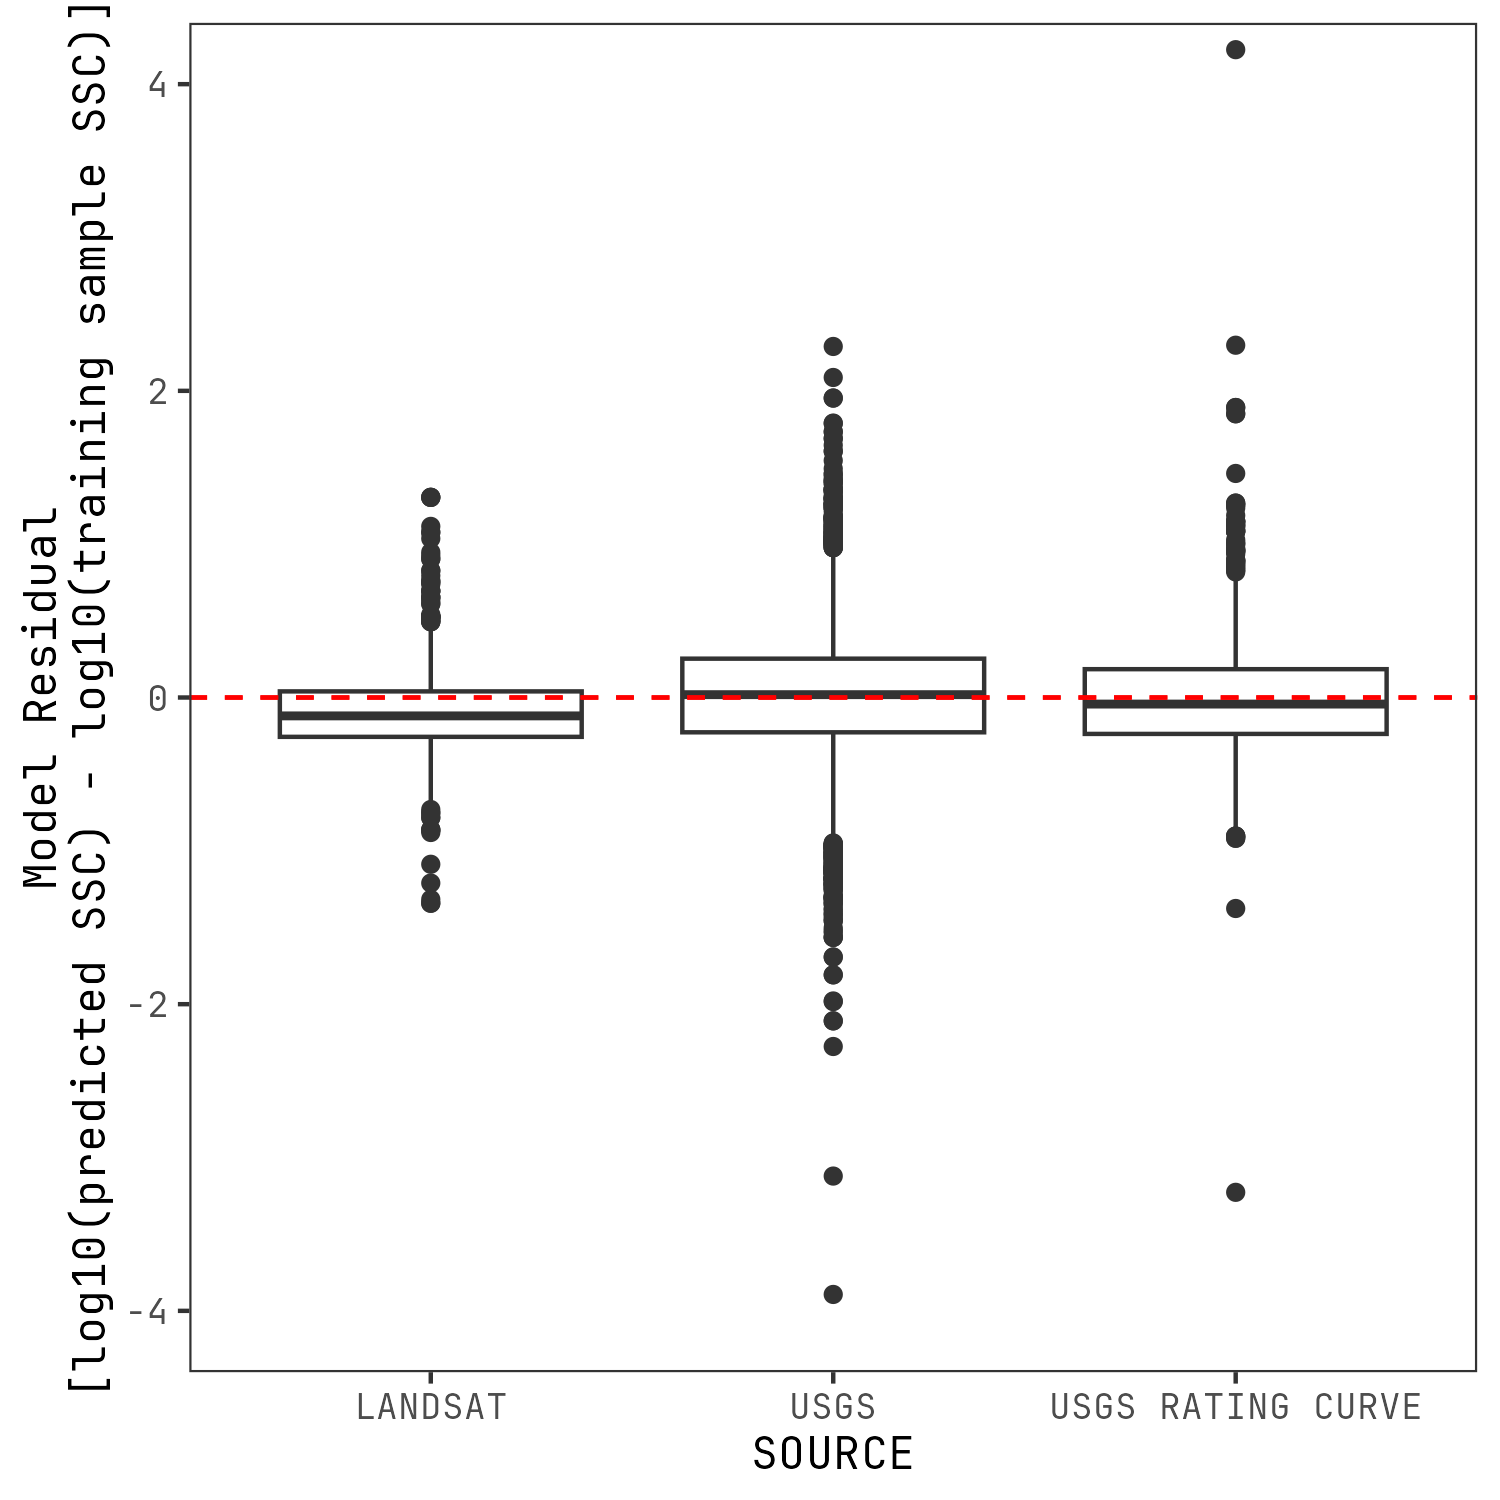 Model Residual
[log10(predicted SSC) - log10(training sample SSC)]
4
2
0
-2
-4
LANDSAT
USGS
USGS RATING CURVE
SOURCE